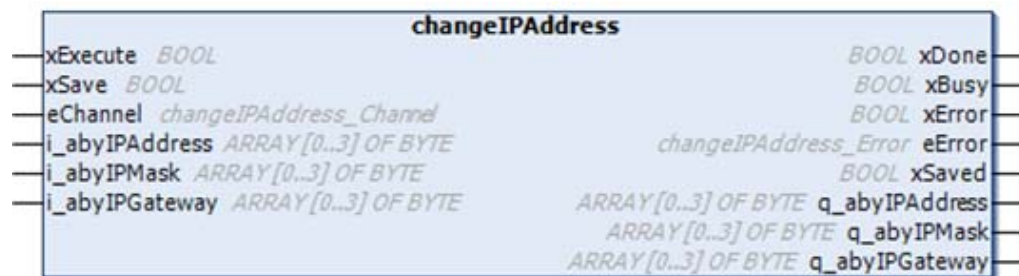 changeIPAddress
xExecute BOOL BOOL xDone
xSave BOOL BOOL xBusy
eChannel changeIPAddress_Channel BOOL xError
i_abyIPAddress ARRAY [0..3] OF BYTE changeIPAddress_Error eError
i_abyIPMask ARRAY [0..3] OF BYTE BOOL xSaved
i_abyIPGateway ARRAY [0..3] OF BYTE ARRAY [0..3] OF BYTE q_abyIPAddress
ARRAY [0..3] OF BYTE q_abyIPMask
ARRAY [0..3] OF BYTE q_abyIPGateway